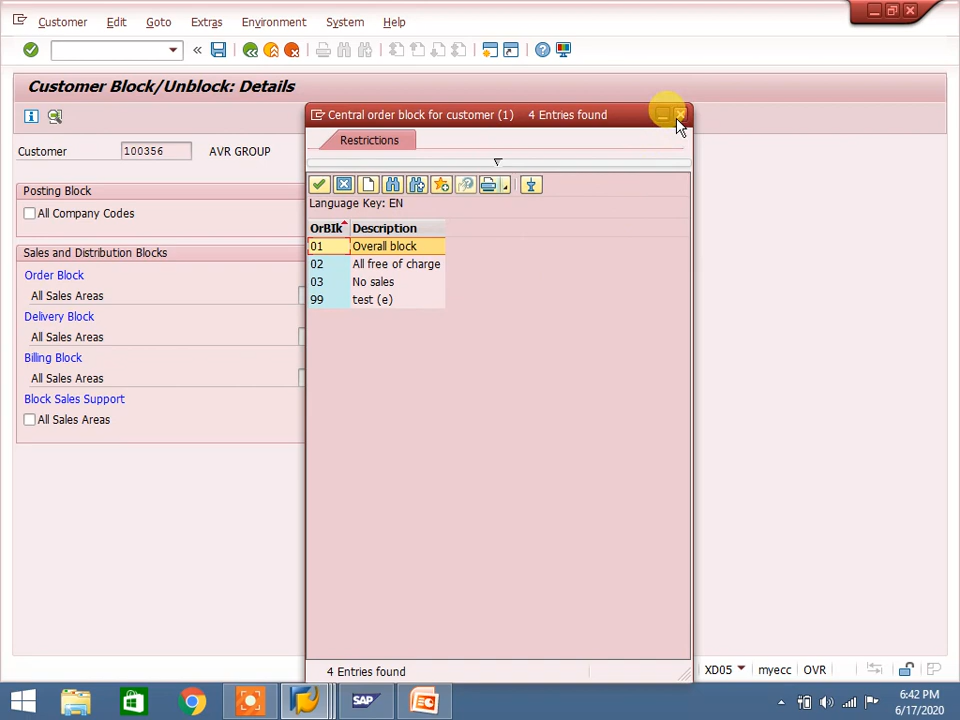 Customer Edit Goto Extras Environment System Help
Customer Block/Unblock: Details
Customer 100356 AVR GROUP
Posting Block
All Company Codes
Sales and Distribution Blocks
Order Block
All Sales Areas
Delivery Block
All Sales Areas
Billing Block
All Sales Areas
Block Sales Support
All Sales Areas
Central order block for customer (1) 4 Entries found
Restrictions
Language Key: EN
OrBlk Description
01 Overall block
02 All free of charge
03 No sales
99 test (e)
4 Entries found
XD05 myecc OVR
SAP
6:42 PM
6/17/2020